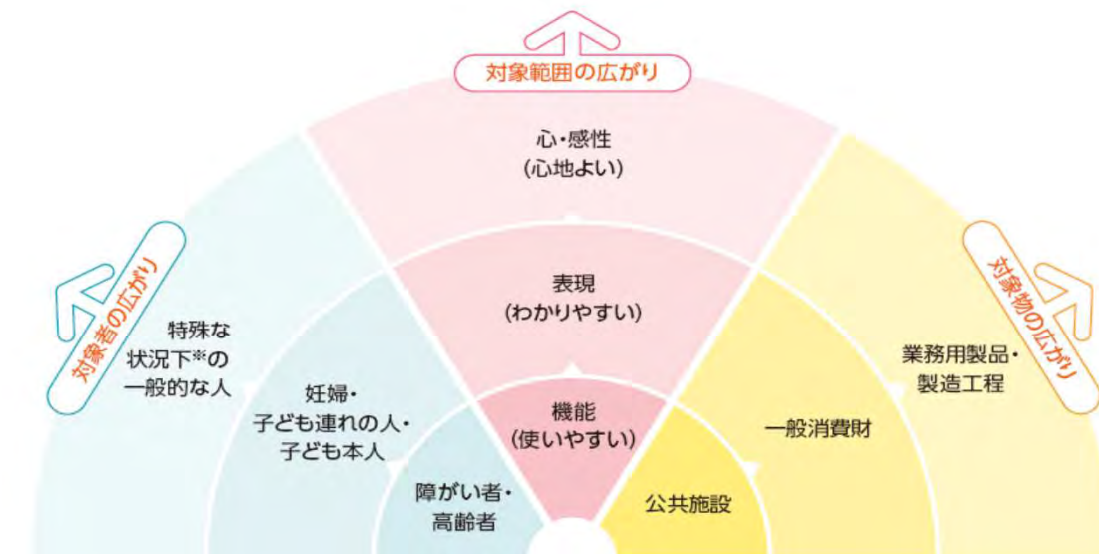 対象範囲の広がり
心・感性
(心地よい)
表現
(わかりやすい)
機能
(使いやすい)
対象者の広がり
特殊な
状況下※の
一般的な人
妊婦・
子ども連れの人・
子ども本人
障がい者・
高齢者
対象物の広がり
業務用製品・
製造工程
一般消費財
公共施設